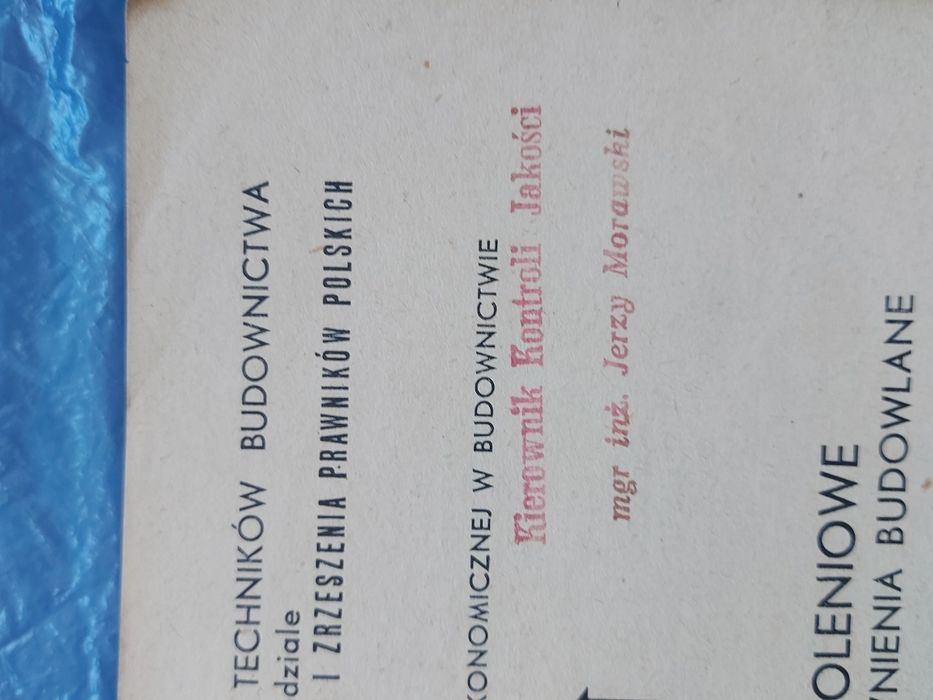 TECHNIKÓW BUDOWNICTWA
dziale
I ZRZESZENIA PRAWNIKÓW POLSKICH
KONOMICZNEJ W BUDOWNICTWIE
Kierownik Kontroli Jakości
mgr inż. Jerzy Morawski
OLENIOWE
NIENIA BUDOWLANE